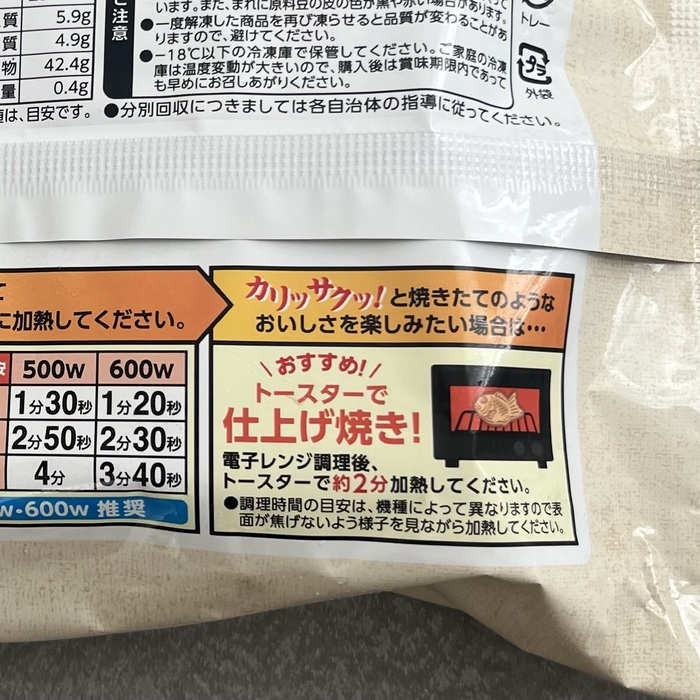 います。また、まれに原料豆の皮の色が黒や赤い場合があります。
●一度解凍した商品を再び凍らせると品質が変わることがあ
りますので、避けてください。
●−18℃以下の冷凍庫で保管してください。ご家庭の冷凍
庫は温度変動が大きいので、購入後は賞味期限内であって
も早めにお召しあがりください。
ご注意
質 5.9g
質 4.9g
物 42.4g
量 0.4g
は、目安です。
●分別回収につきましては各自治体の指導に従ってください。
トレー
プラ
外袋
て
に加熱してください。
安 500w 600w
1分30秒 1分20秒
2分50秒 2分30秒
4分 3分40秒
w-600w 推奨
カリッサクッ!と焼きたてのような
おいしさを楽しみたい場合は…
おすすめ!
トースターで
仕上げ焼き!
電子レンジ調理後、
トースターで約2分加熱してください。
●調理時間の目安は、機種によって異なりますので表
面が焦げないよう様子を見ながら加熱してください。